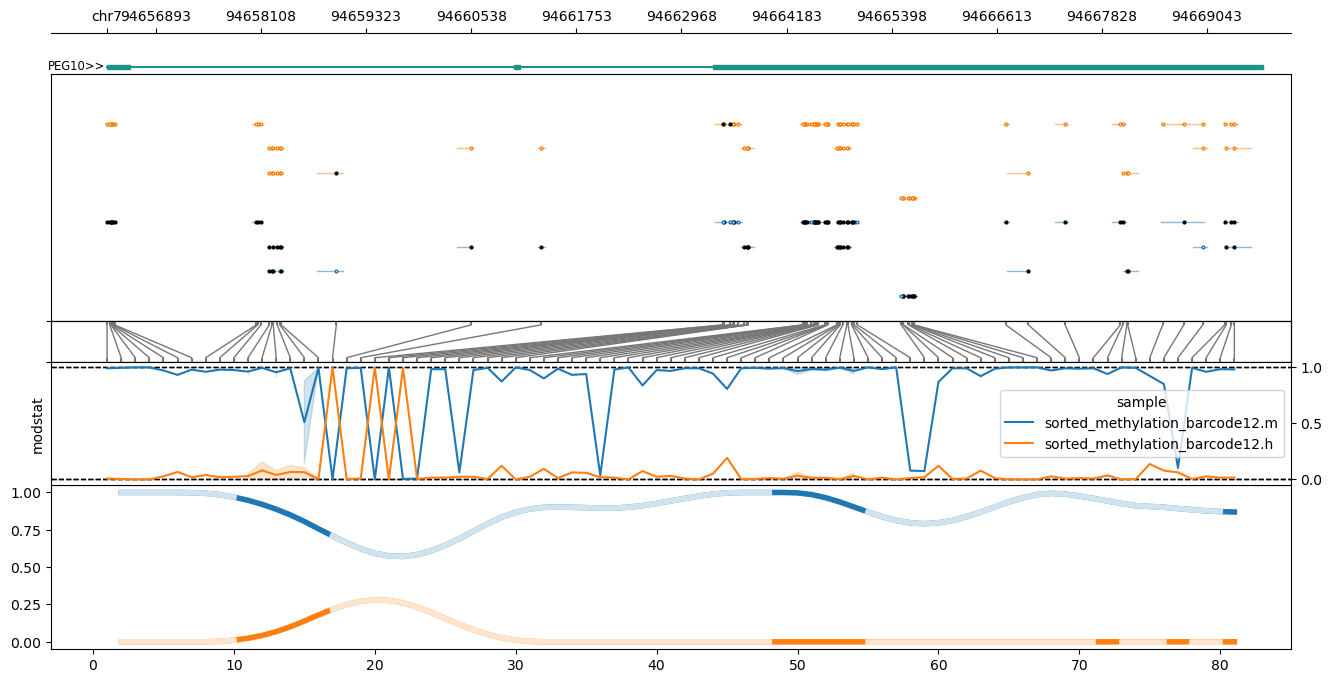 chr794656893 94658108 94659323 94660538 94661753 94662968 94664183 94665398 94666613 94667828 94669043
PEG10>>
modstat
1.0
0.5
0.0
sample
sorted_methylation_barcode12.m
sorted_methylation_barcode12.h
1.00
0.75
0.50
0.25
0.00
0 10 20 30 40 50 60 70 80